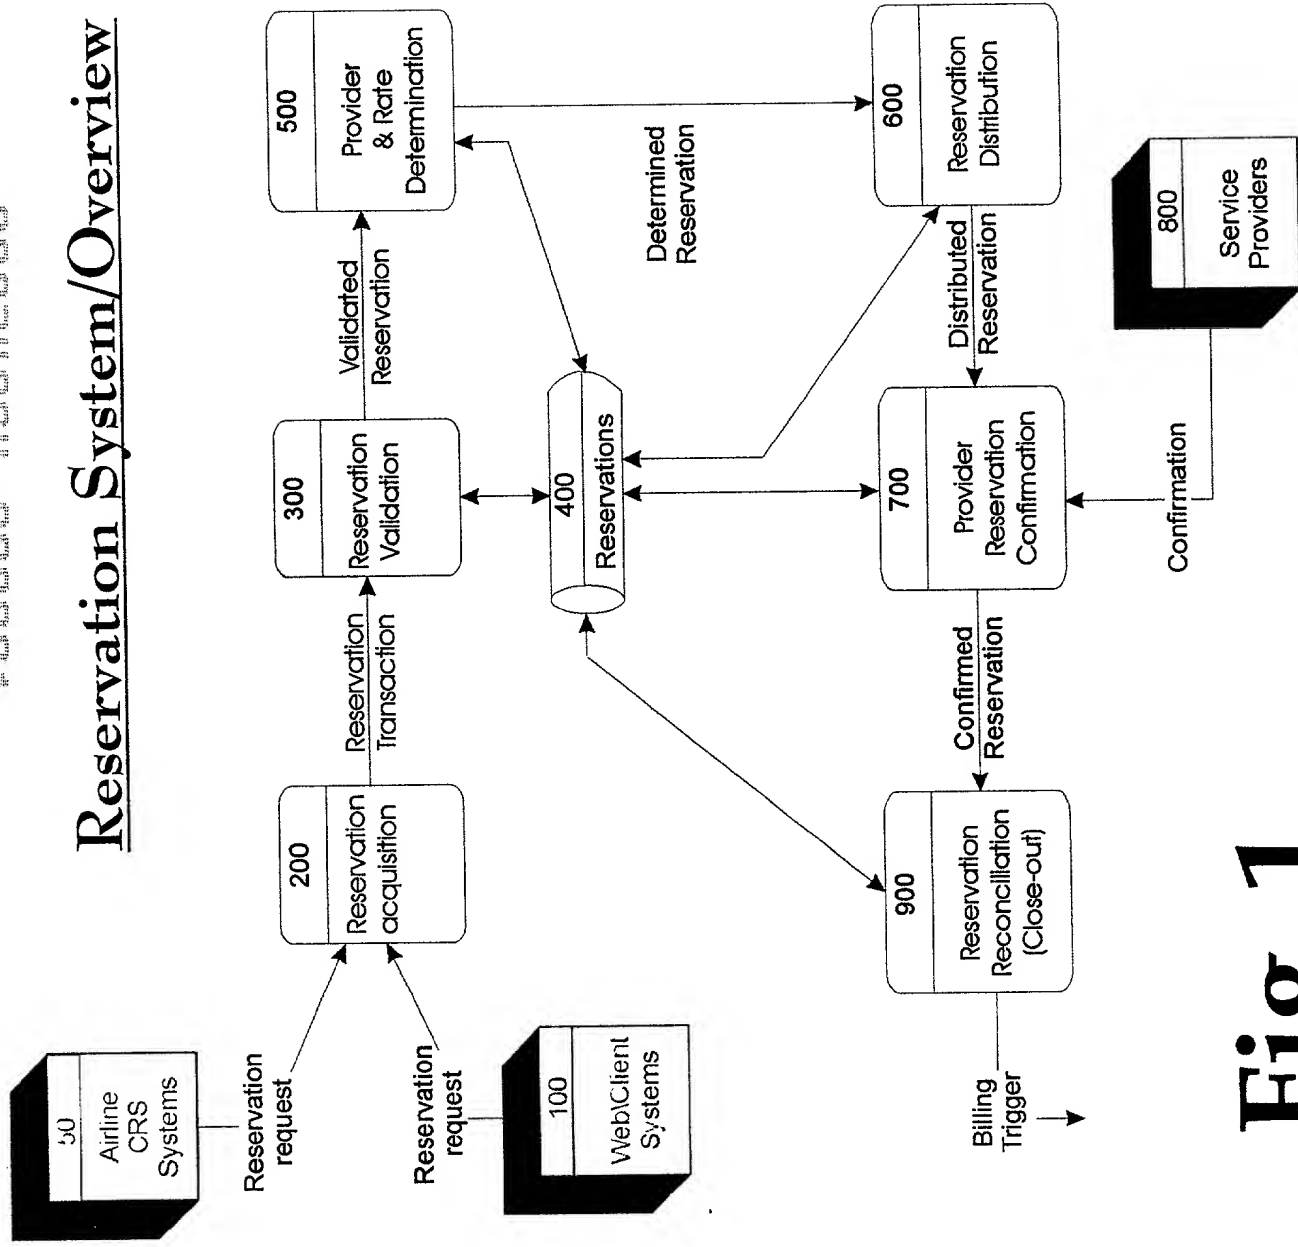 Reservation System/Overview
50
Airline
CRS
Systems
Reservation
request
100
Web\Client
Systems
Reservation
request
200
Reservation
acquisition
Reservation
Transaction
300
Reservation
Validation
Validated
Reservation
500
Provider
& Rate
Determination
400
Reservations
Determined
Reservation
600
Reservation
Distribution
Distributed
Reservation
700
Provider
Reservation
Confirmation
800
Service
Providers
Confirmation
Confirmed
Reservation
900
Reservation
Reconciliation
(Close-out)
Billing
Trigger
Fig 1